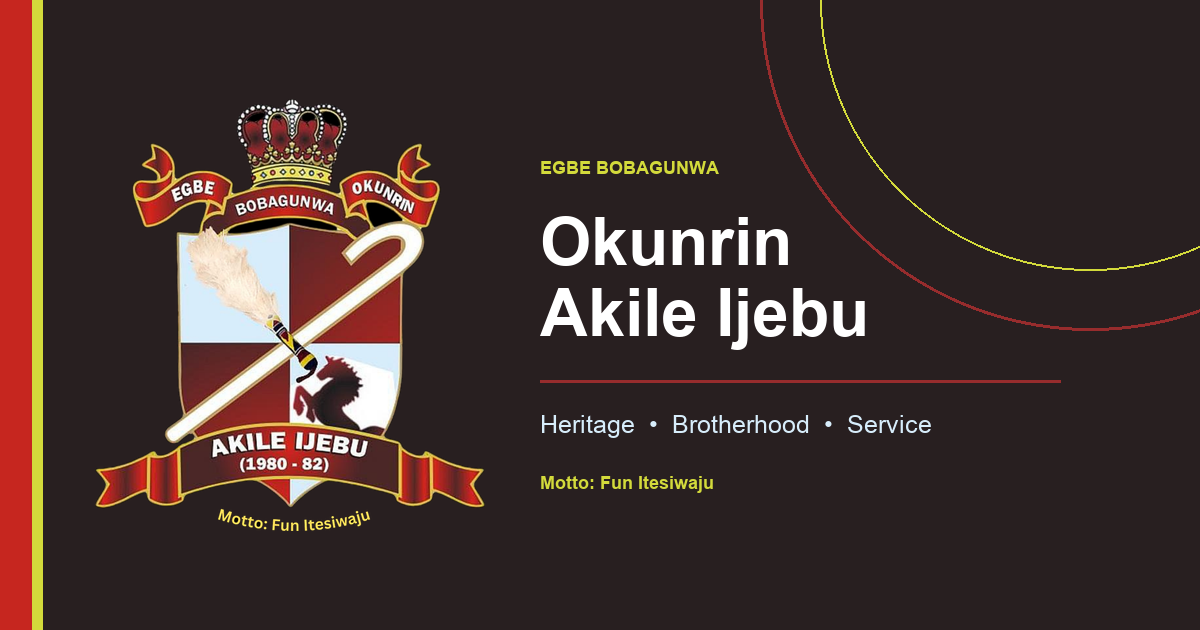 EGBE BOBAGUNWA OKUNRIN
AKILE IJEBU
(1980 - 82)
Motto: Fun Itesiwaju
EGBE BOBAGUNWA
Okunrin
Akile Ijebu
Heritage • Brotherhood • Service
Motto: Fun Itesiwaju